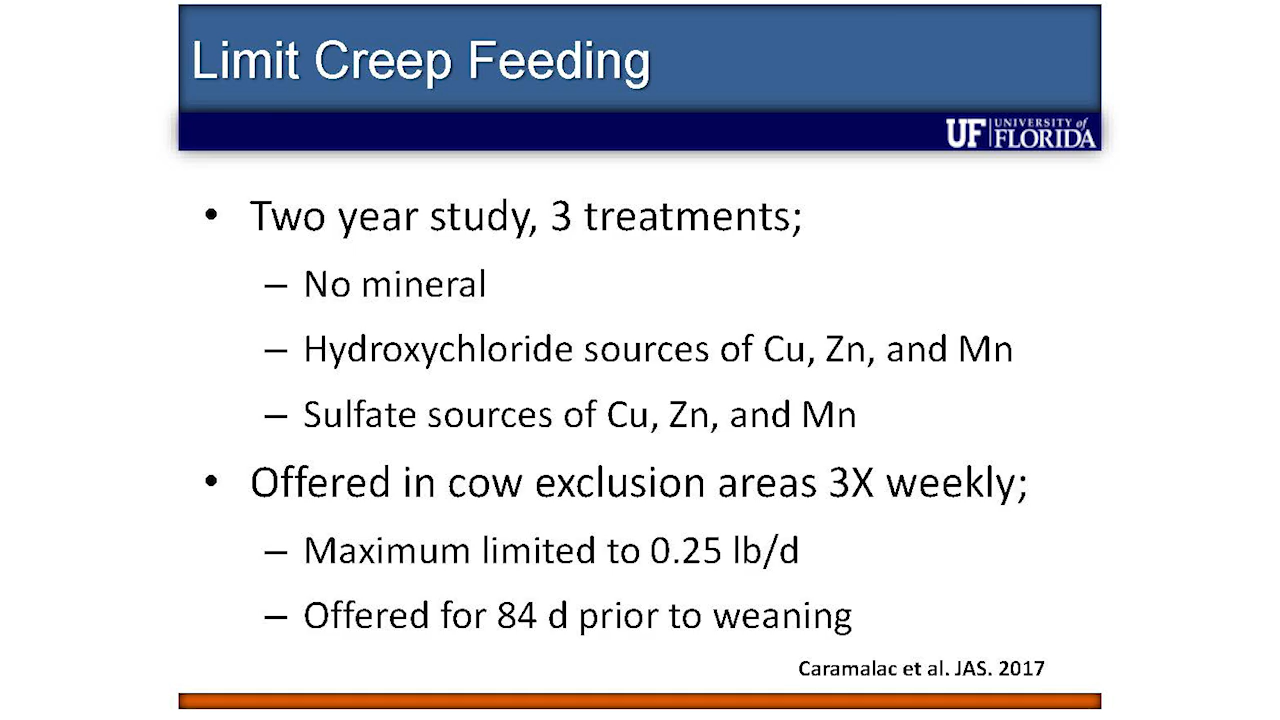 Limit Creep Feeding
UF UNIVERSITY of
FLORIDA
• Two year study, 3 treatments;
– No mineral
– Hydroxychloride sources of Cu, Zn, and Mn
– Sulfate sources of Cu, Zn, and Mn
• Offered in cow exclusion areas 3X weekly;
– Maximum limited to 0.25 lb/d
– Offered for 84 d prior to weaning
Caramalac et al. JAS. 2017